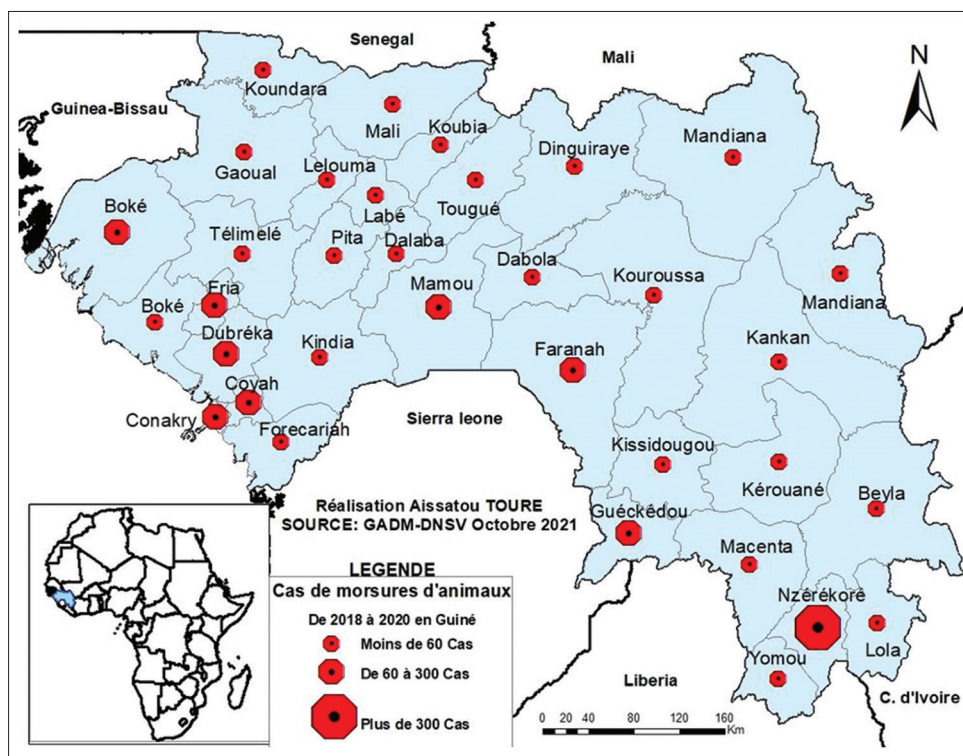 Senegal
Mali
N
Koundara
Guinea-Bissau
Mali
Koubia
Mandiana
Gaoual
Lelouma
Dinguiraye
Labé
Tougué
Boké
Télimelé
Pita
Dalaba
Dabola
Kouroussa
Mandiana
Fria
Mamou
Boké
Dubréka
Kindia
Faranah
Kankan
Coyah
Conakry
Forecariah
Sierra leone
Kissidougou
Kérouané
Beyla
Réalisation Aissatou TOURE
SOURCE: GADM-DNSV Octobre 2021
Guéckêdou
Macenta
LEGENDE
Cas de morsures d'animaux
De 2018 à 2020 en Guiné
Moins de 60 Cas
De 60 à 300 Cas
Plus de 300 Cas
Nzérékorê
Lola
Yomou
Liberia
C. d'Ivoire
0 20 40 80 120 160
Km